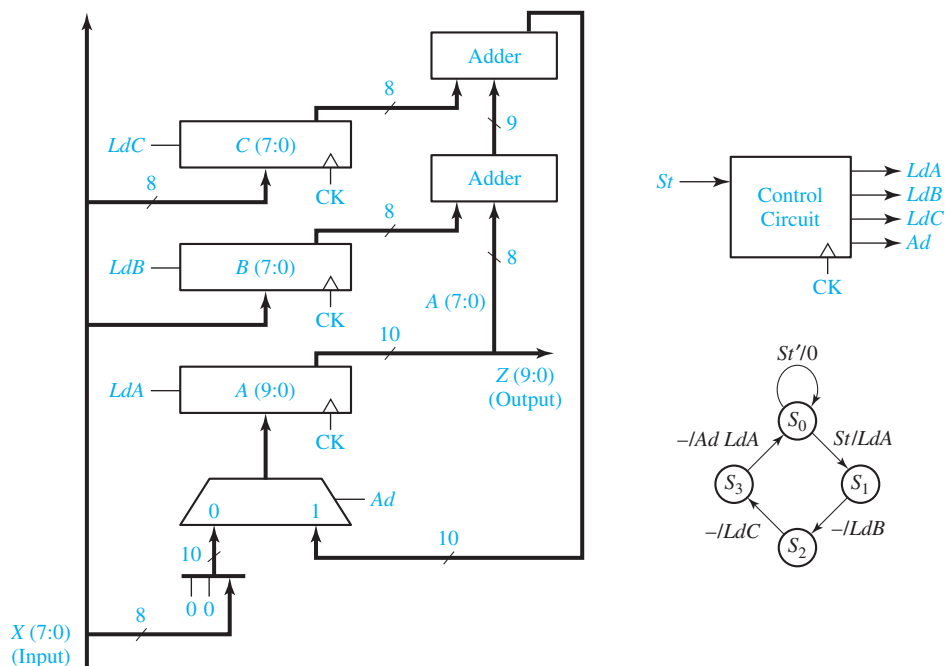 Adder
8
LdC
C (7:0)
9
CK
8
Adder
8
LdB
B (7:0)
8
CK
A (7:0)
10
Z (9:0)
(Output)
LdA
A (9:0)
CK
Ad
0
1
10
10
0 0
8
X (7:0)
(Input)
St
Control
Circuit
CK
LdA
LdB
LdC
Ad
St′/0
S0
–/Ad LdA
St/LdA
S3
S1
–/LdC
–/LdB
S2